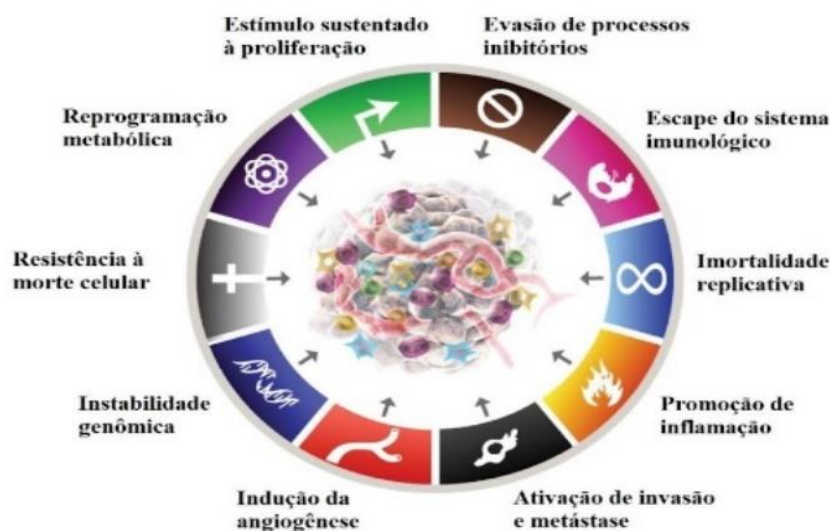 Estímulo sustentado
à proliferação
Evasão de processos
inibitórios
Reprogramação
metabólica
Escape do sistema
imunológico
Resistência à
morte celular
Imortalidade
replicativa
Instabilidade
genômica
Promoção de
inflamação
Indução da
angiogênese
Ativação de invasão
e metástase